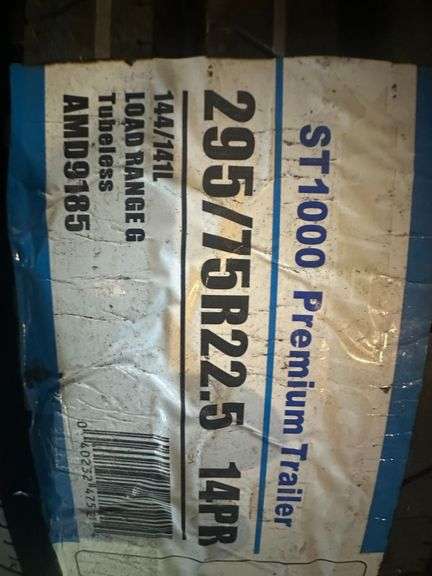 ST1000 Premium Trailer
295/75R22.5 14PR
144/141L
LOAD RANGE G
Tubeless
AMD9185